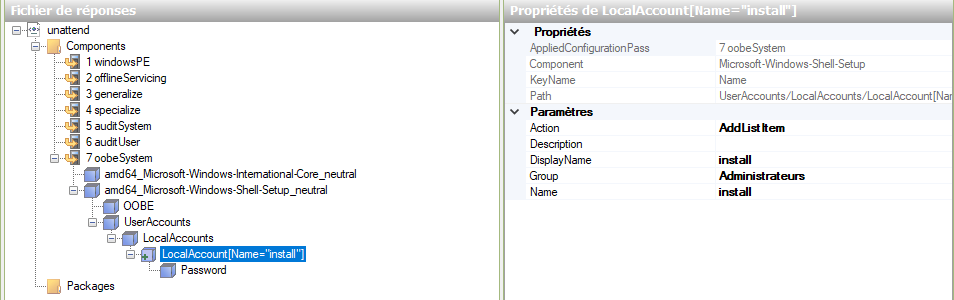 Fichier de réponses
unattend
Components
1 windowsPE
2 offlineServicing
3 generalize
4 specialize
5 auditSystem
6 auditUser
7 oobeSystem
amd64_Microsoft-Windows-International-Core_neutral
amd64_Microsoft-Windows-Shell-Setup_neutral
OOBE
UserAccounts
LocalAccounts
LocalAccount[Name="install"]
Password
Packages
Propriétés de LocalAccount[Name="install"]
Propriétés
AppliedConfigurationPass 7 oobeSystem
Component Microsoft-Windows-Shell-Setup
KeyName Name
Path UserAccounts/LocalAccounts/LocalAccount[Na
Paramètres
Action AddListItem
Description
DisplayName install
Group Administrateurs
Name install